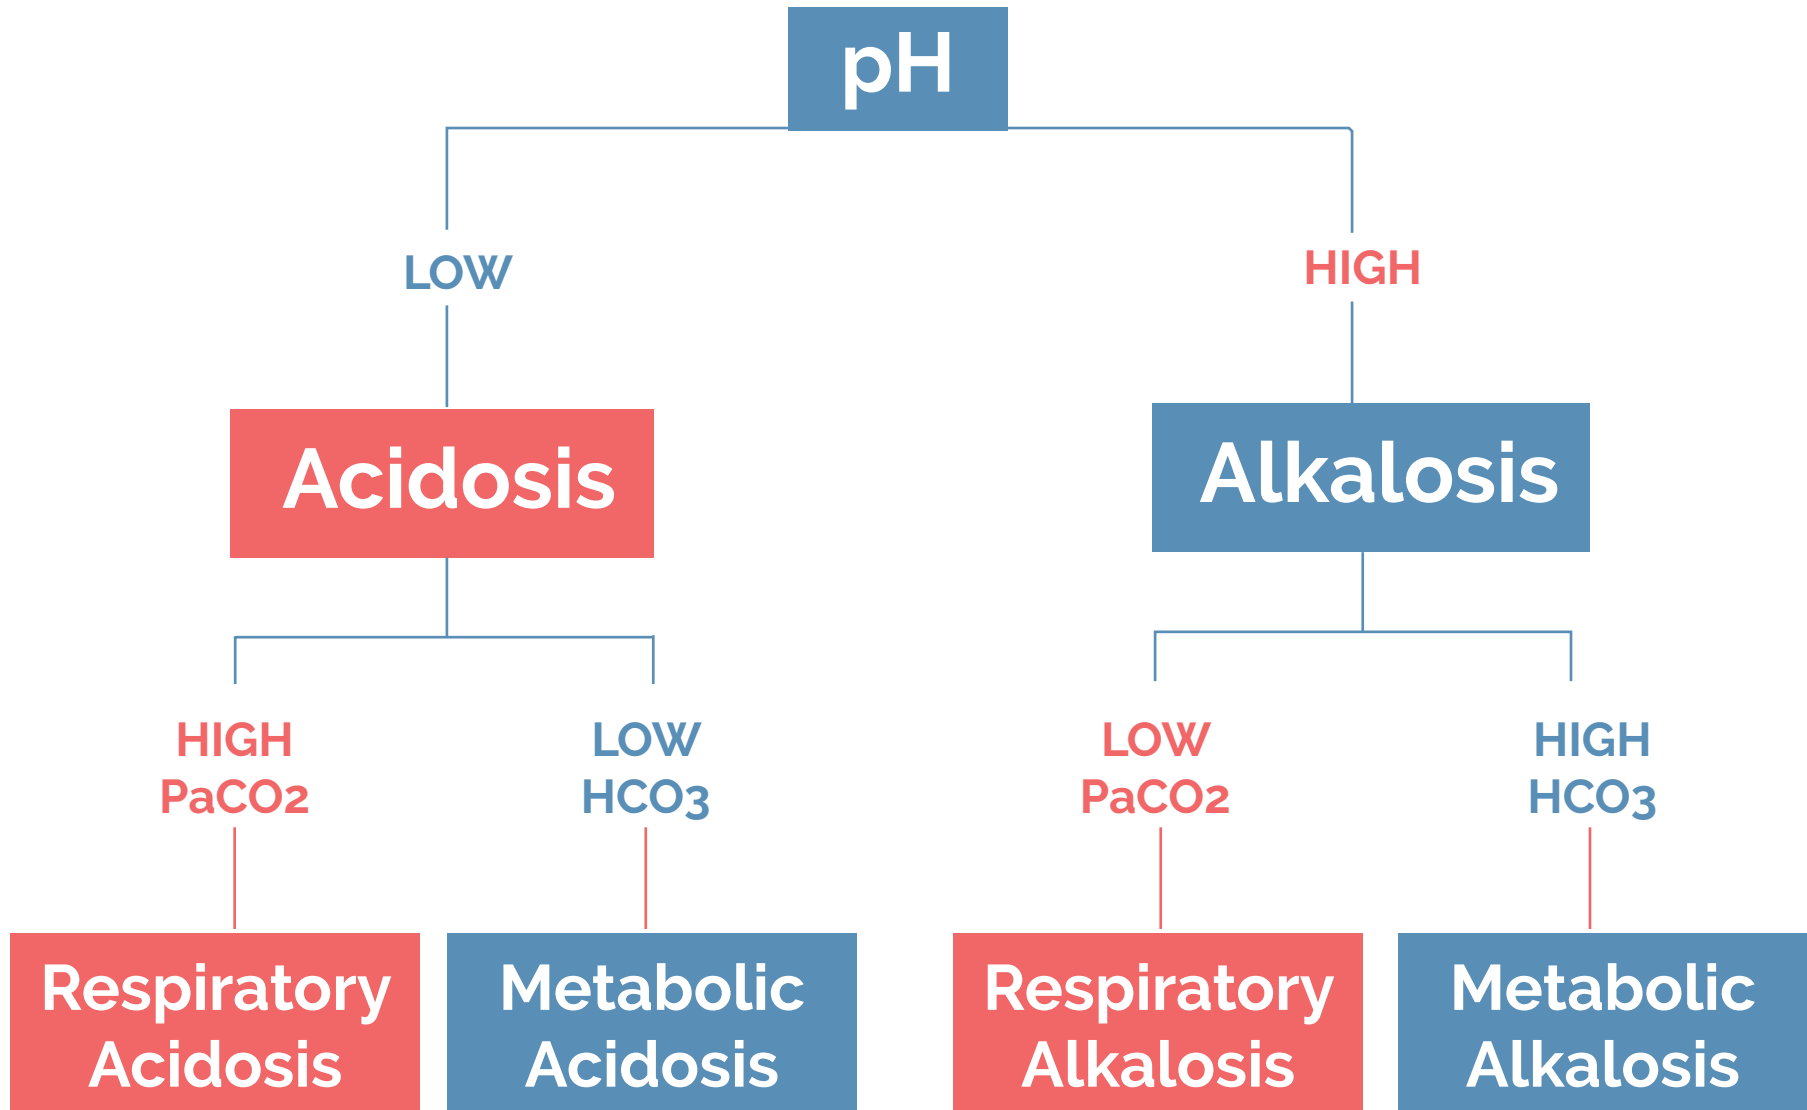 pH
LOW
HIGH
Acidosis
Alkalosis
HIGH
PaCO2
LOW
HCO3
LOW
PaCO2
HIGH
HCO3
Respiratory
Acidosis
Metabolic
Acidosis
Respiratory
Alkalosis
Metabolic
Alkalosis